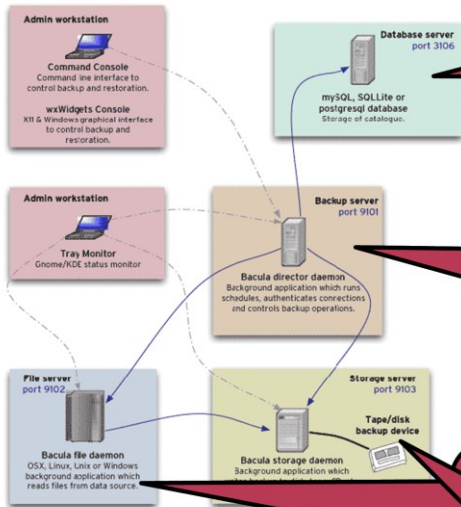 Admin workstation
Command Console
Command line interface to
control backup and restoration.
wxWidgets Console
X11 & Windows graphical interface
to control backup and
restoration.
Database server
port 3106
mySQL, SQLLite or
postgresql database
Storage of catalogue.
Admin workstation
Tray Monitor
Gnome/KDE status monitor
Backup server
port 9101
Bacula director daemon
Background application which runs
schedules, authenticates connections
and controls backup operations.
File server
port 9102
Bacula file daemon
OSX, Linux, Unix or Windows
background application which
reads files from data source.
Storage server
port 9103
Tape/disk
backup device
Bacula storage daemon
Background application which